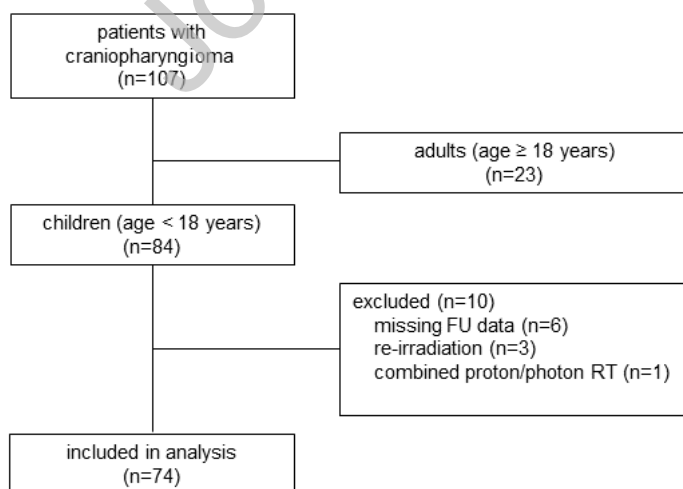 patients with
craniopharyngioma
(n=107)
adults (age ≥ 18 years)
(n=23)
children (age < 18 years)
(n=84)
excluded (n=10)
missing FU data (n=6)
re-irradiation (n=3)
combined proton/photon RT (n=1)
included in analysis
(n=74)